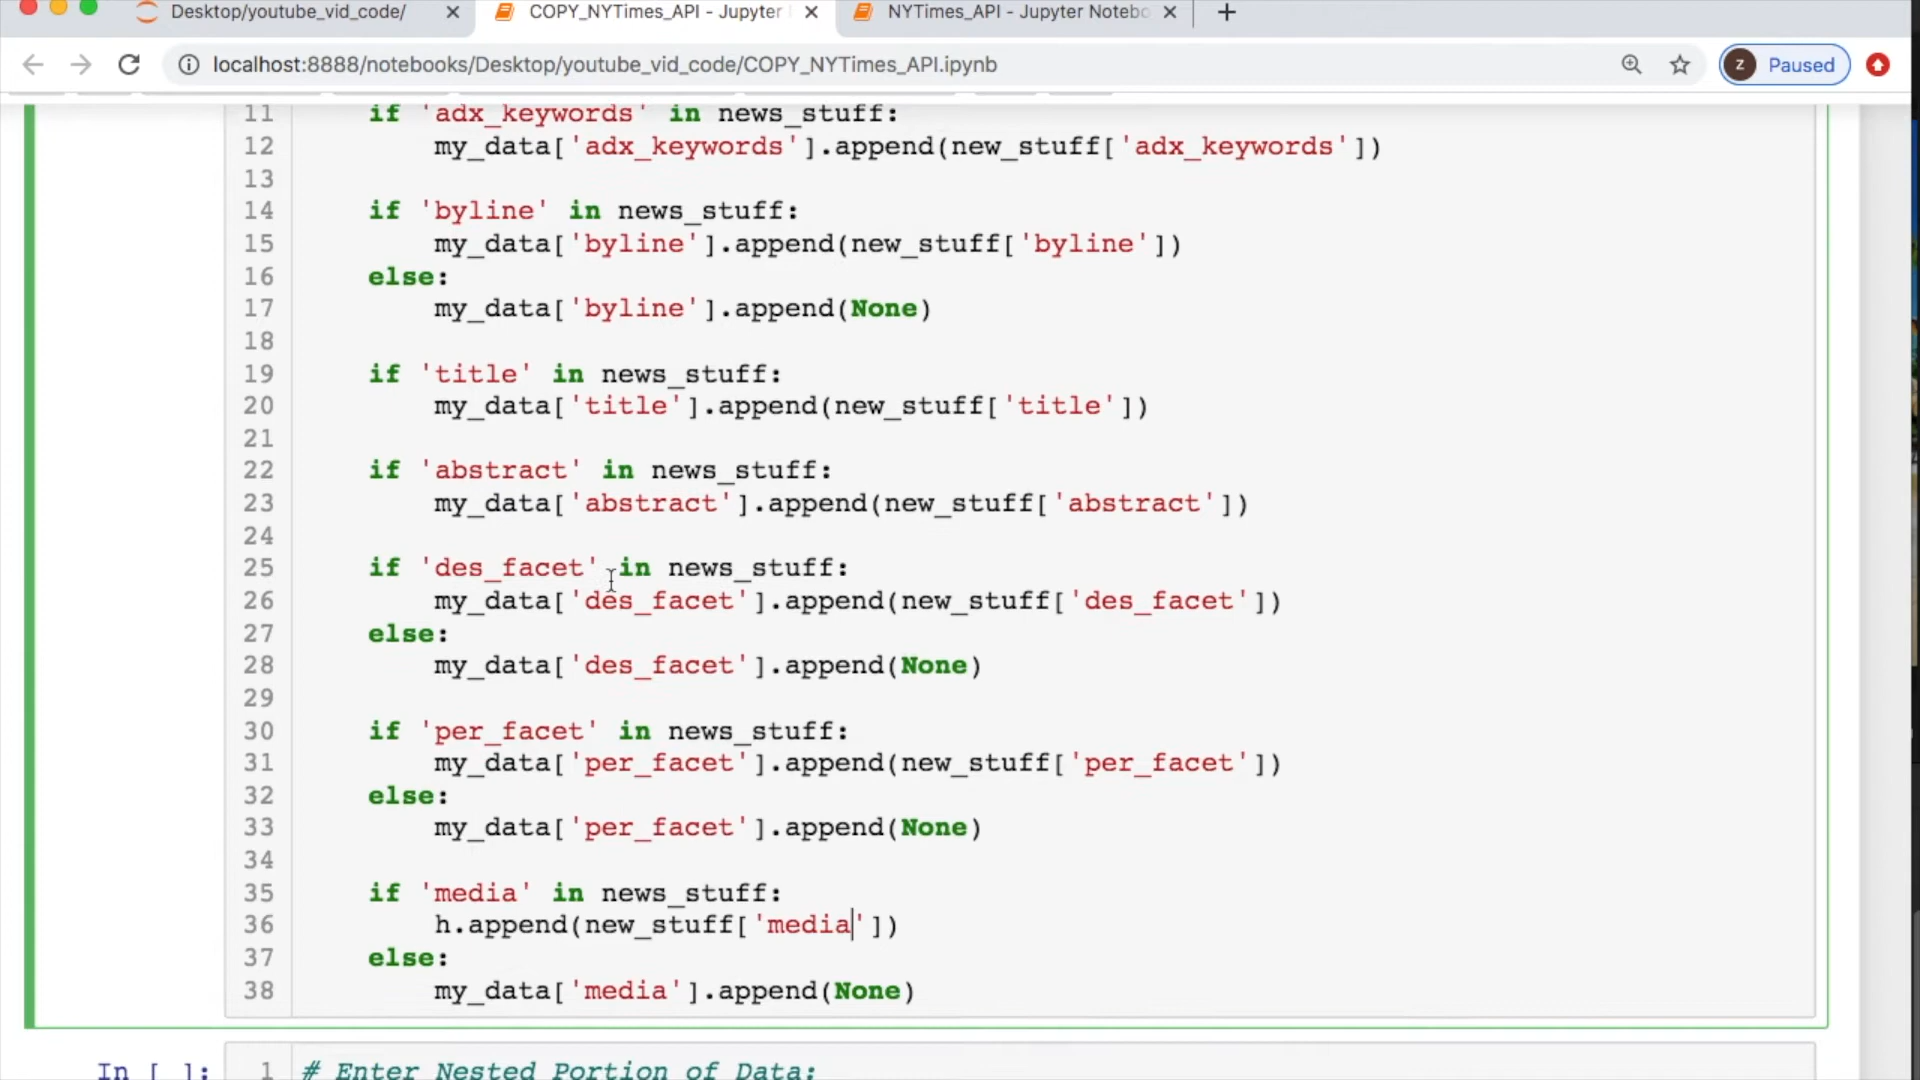 Desktop/youtube_vid_code/
COPY_NYTimes_API - Jupyter
NYTimes_API - Jupyter Notebo
localhost:8888/notebooks/Desktop/youtube_vid_code/COPY_NYTimes_API.ipynb
Z Paused
11 if 'adx_keywords' in news_stuff:
12 my_data['adx_keywords'].append(new_stuff['adx_keywords'])
13
14 if 'byline' in news_stuff:
15 my_data['byline'].append(new_stuff['byline'])
16 else:
17 my_data['byline'].append(None)
18
19 if 'title' in news_stuff:
20 my_data['title'].append(new_stuff['title'])
21
22 if 'abstract' in news_stuff:
23 my_data['abstract'].append(new_stuff['abstract'])
24
25 if 'des_facet' in news_stuff:
26 my_data['des_facet'].append(new_stuff['des_facet'])
27 else:
28 my_data['des_facet'].append(None)
29
30 if 'per_facet' in news_stuff:
31 my_data['per_facet'].append(new_stuff['per_facet'])
32 else:
33 my_data['per_facet'].append(None)
34
35 if 'media' in news_stuff:
36 h.append(new_stuff['media'])
37 else:
38 my_data['media'].append(None)
In [ ]: 1 # Enter Nested Portion of Data: